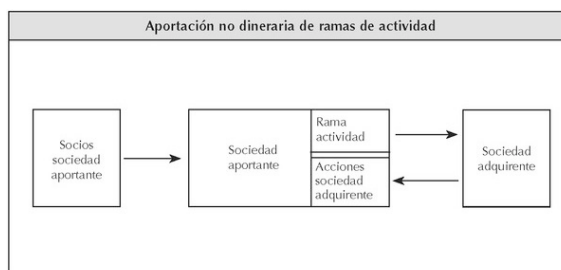 Aportación no dineraria de ramas de actividad
Socios
sociedad
aportante
Sociedad
aportante
Rama
actividad
Acciones
sociedad
adquirente
Sociedad
adquirente